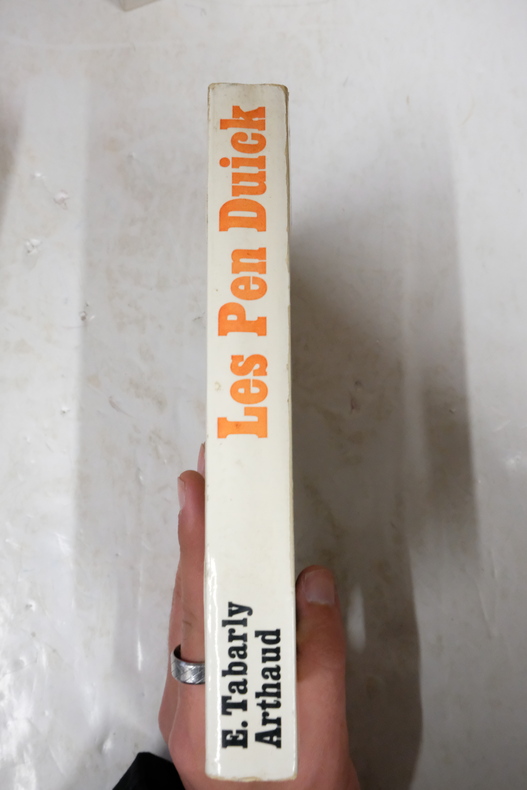 Les Pen Duick
E. Tabarly
Arthaud